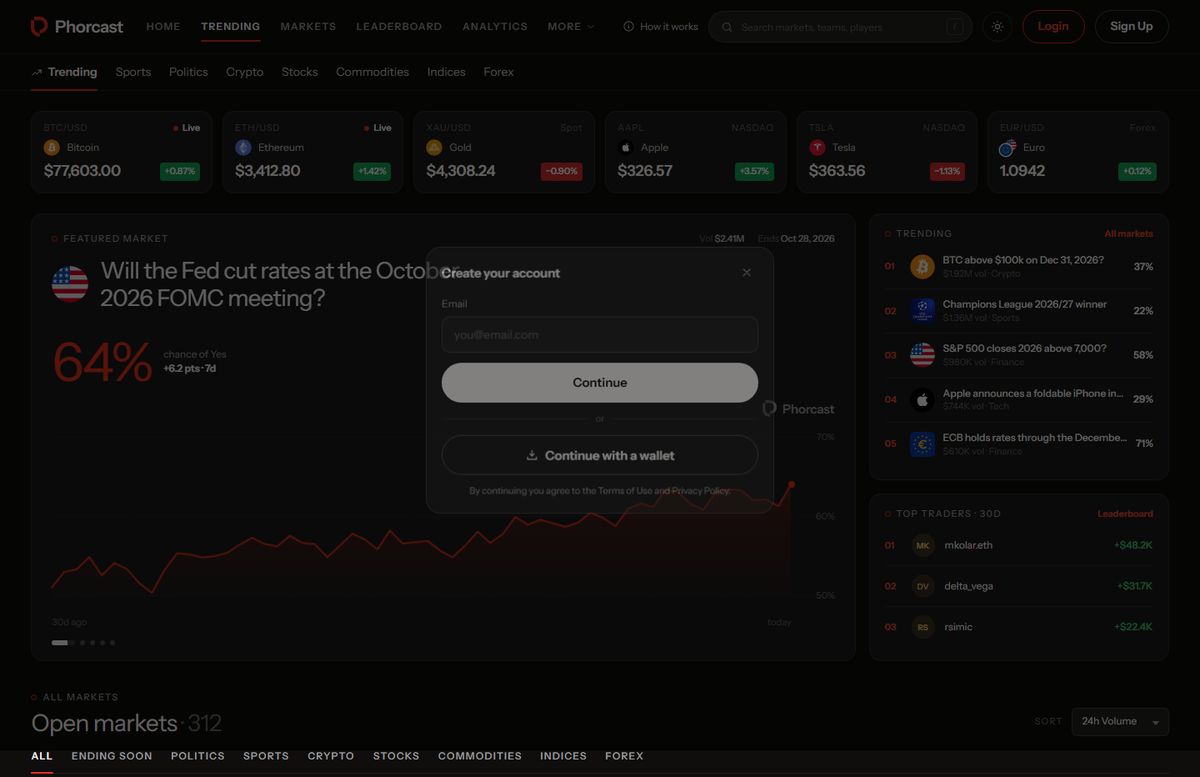 Phorcast
HOME
TRENDING
MARKETS
LEADERBOARD
ANALYTICS
MORE
How it works
Search markets, teams, players
/
Login
Sign Up
Trending
Sports
Politics
Crypto
Stocks
Commodities
Indices
Forex
BTC/USD
Live
Bitcoin
$77,603.00
+0.87%
ETH/USD
Live
Ethereum
$3,412.80
+1.42%
XAU/USD
Spot
Gold
$4,308.24
−0.90%
AAPL
NASDAQ
Apple
$326.57
+3.57%
TSLA
NASDAQ
Tesla
$363.56
−1.13%
EUR/USD
Forex
Euro
1.0942
+0.12%
FEATURED MARKET
Vol $2.41M
Ends Oct 28, 2026
Will the Fed cut rates at the October
2026 FOMC meeting?
64%
chance of Yes
+6.2 pts · 7d
Phorcast
70%
60%
50%
30d ago
today
Create your account
Email
you@email.com
Continue
or
Continue with a wallet
By continuing you agree to the Terms of Use and Privacy Policy.
TRENDING
All markets
01
BTC above $100k on Dec 31, 2026?
$1.92M vol · Crypto
37%
02
Champions League 2026/27 winner
$1.36M vol · Sports
22%
03
S&P 500 closes 2026 above 7,000?
$980K vol · Finance
58%
04
Apple announces a foldable iPhone in…
$744K vol · Tech
29%
05
ECB holds rates through the Decembe…
$610K vol · Finance
71%
TOP TRADERS · 30D
Leaderboard
01
MK
mkolar.eth
+$48.2K
02
DV
delta_vega
+$31.7K
03
RS
rsimic
+$22.4K
ALL MARKETS
Open markets · 312
SORT
24h Volume
ALL
ENDING SOON
POLITICS
SPORTS
CRYPTO
STOCKS
COMMODITIES
INDICES
FOREX